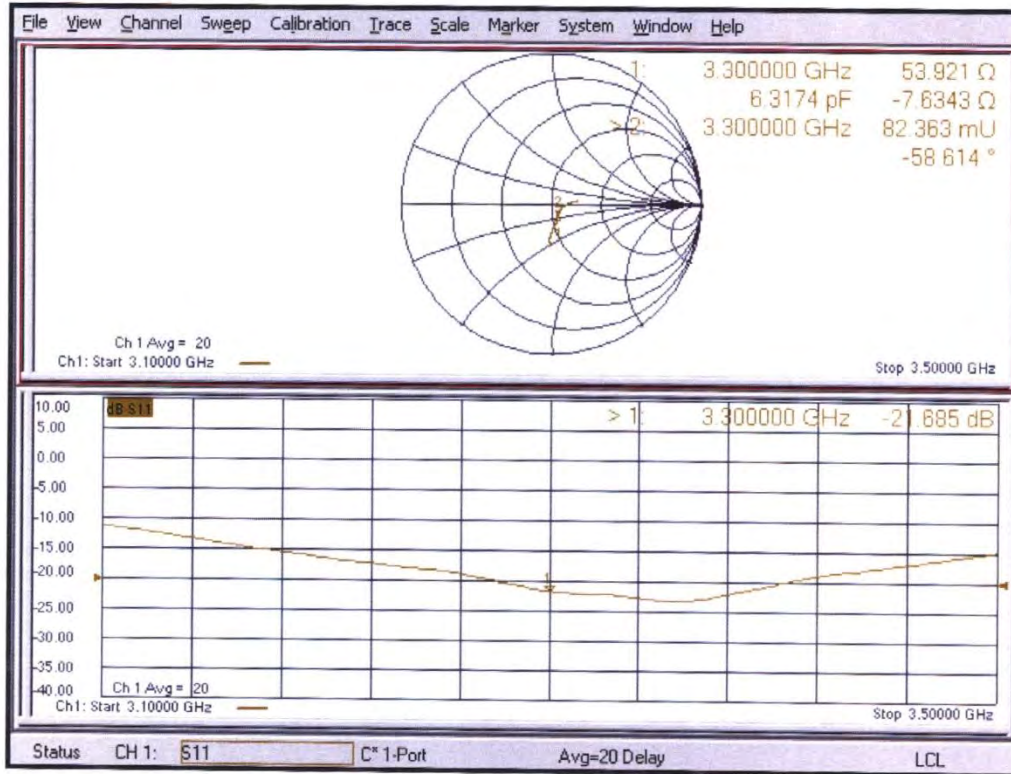 File View Channel Sweep Calibration Trace Scale Marker System Window Help
1: 3.300000 GHz 53.921 Ω
6.3174 pF -7.6343 Ω
> 2: 3.300000 GHz 82.363 mU
-58.614 °
2
Ch 1 Avg = 20
Ch1: Start 3.10000 GHz
Stop 3.50000 GHz
dB S11
> 1: 3.300000 GHz -21.685 dB
10.00
5.00
0.00
-5.00
-10.00
-15.00
-20.00
-25.00
-30.00
-35.00
-40.00
1
Ch 1 Avg = 20
Ch1: Start 3.10000 GHz
Stop 3.50000 GHz
Status CH 1: S11 C* 1-Port Avg=20 Delay LCL